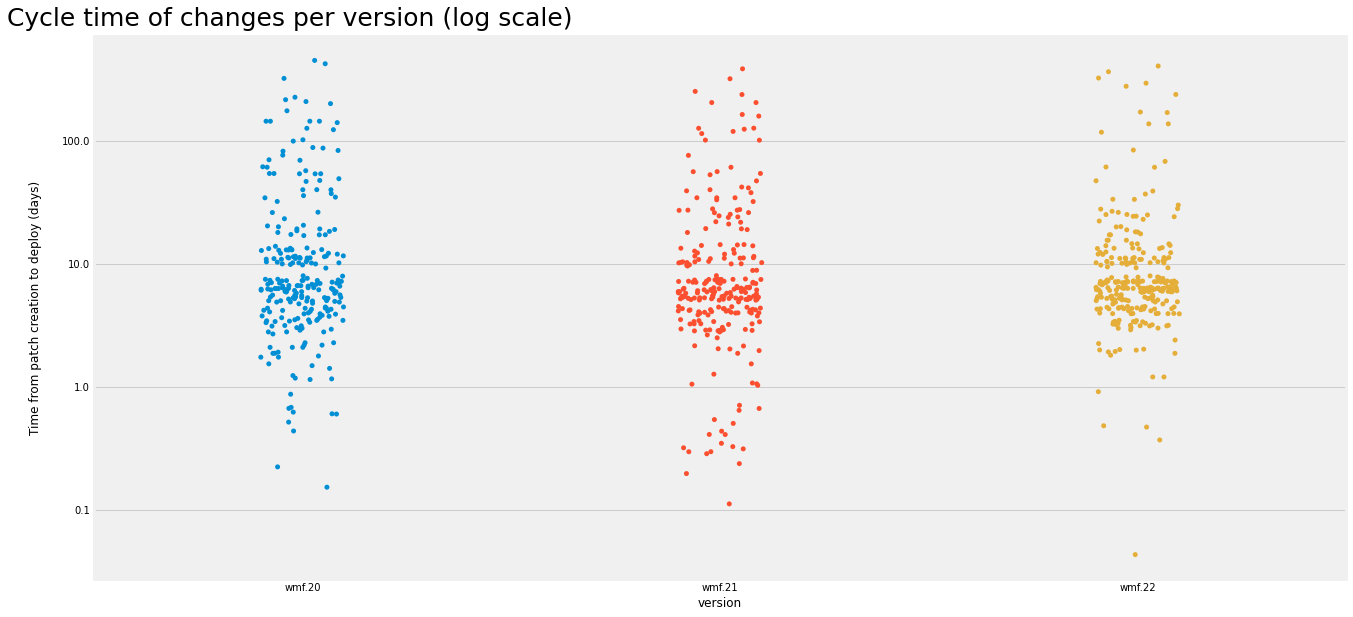 Cycle time of changes per version (log scale)
Time from patch creation to deploy (days)
100.0
10.0
1.0
0.1
wmf.20
wmf.21
wmf.22
version